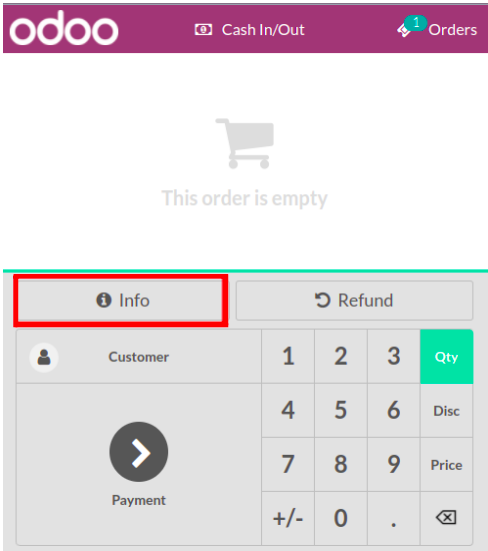 odoo Cash In/Out 1 Orders
This order is empty
Info Refund
Customer 1 2 3 Qty
4 5 6 Disc
7 8 9 Price
Payment
+/- 0 .